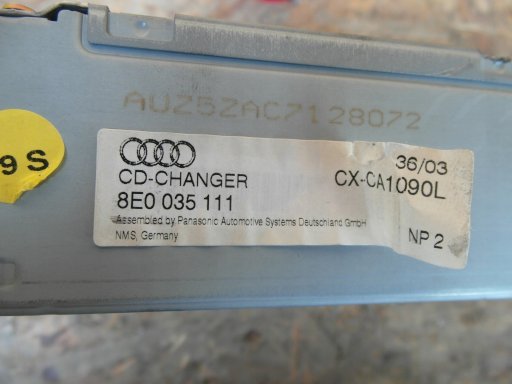 AUZ5ZAC7128072
9 S
36/03
CD-CHANGER CX-CA1090L
8E0 035 111
Assembled by Panasonic Automotive Systems Deutschland GmbH
NMS, Germany NP 2